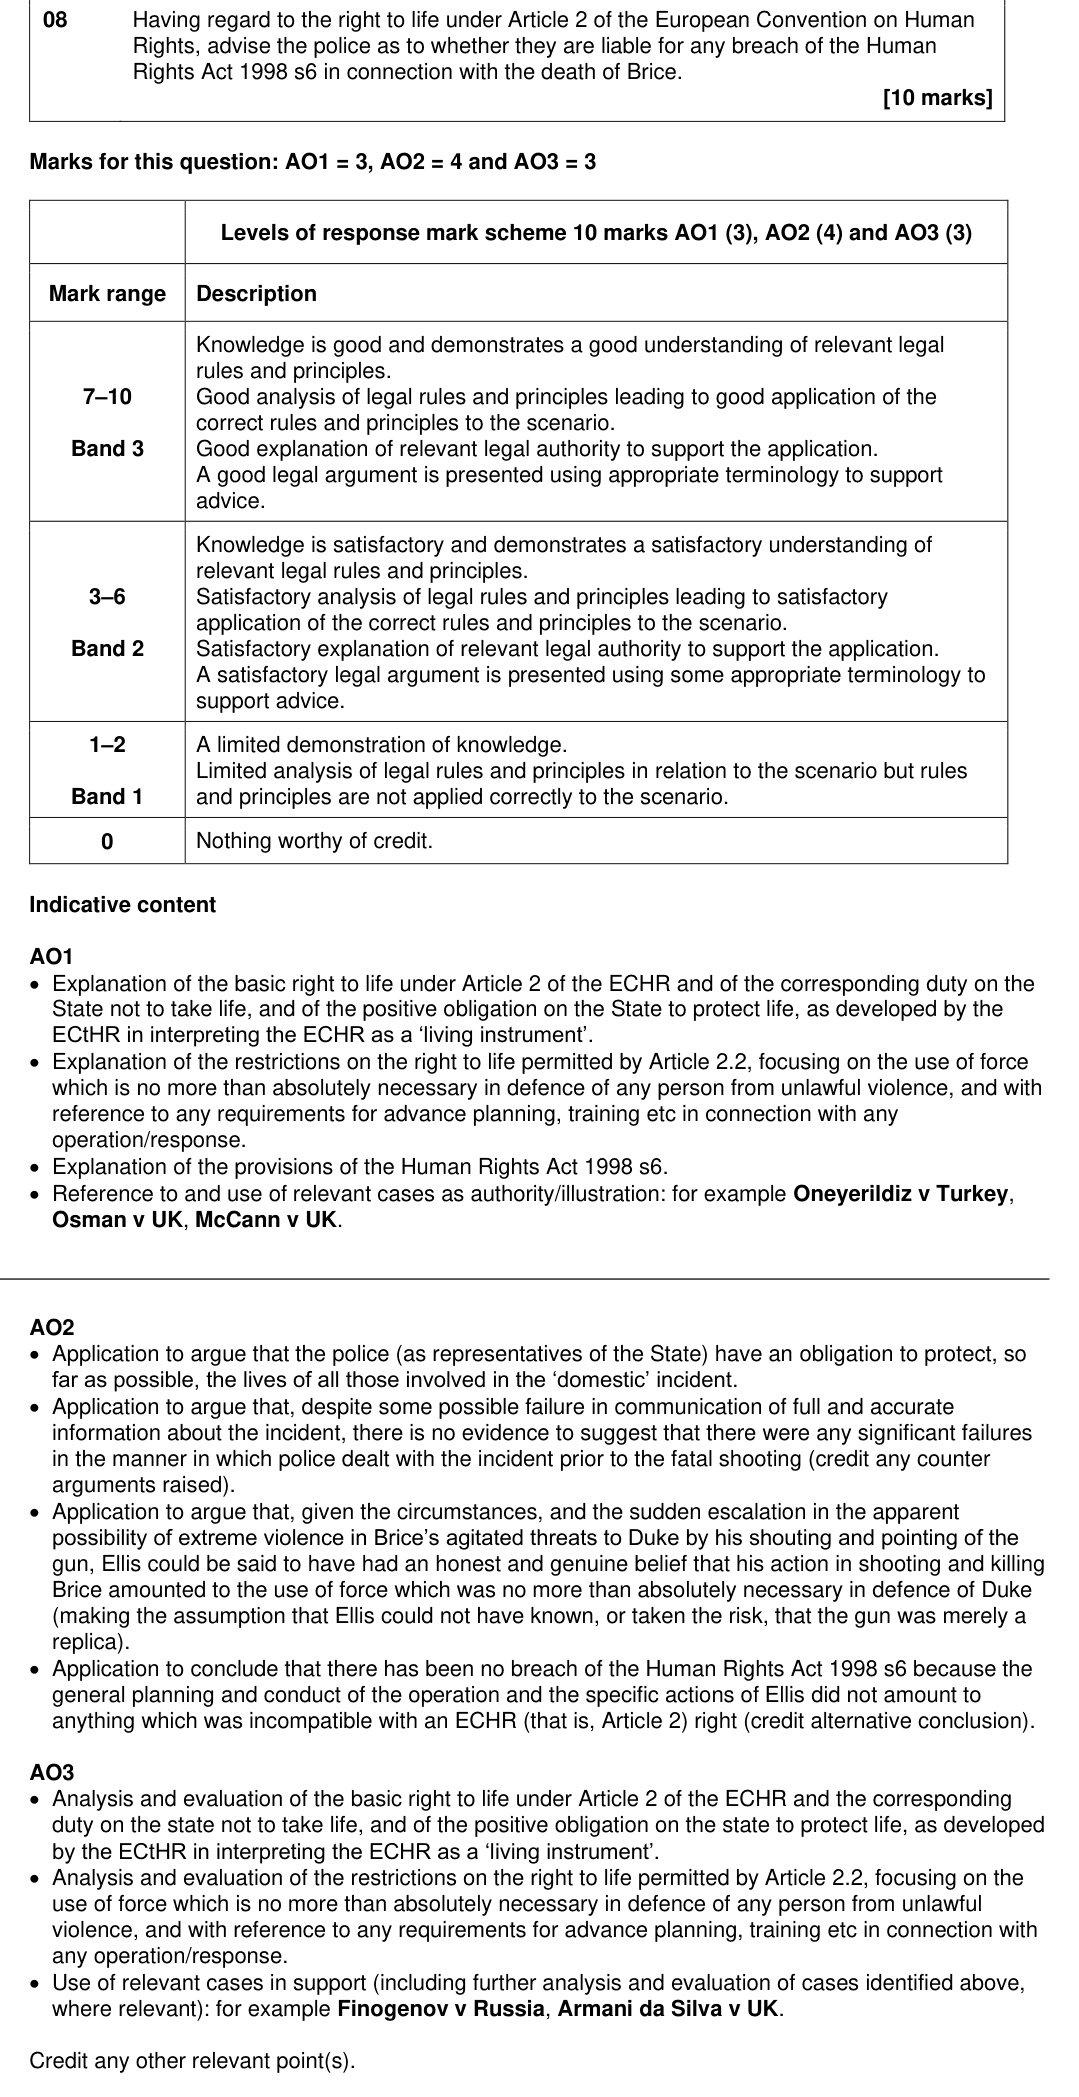 08 Having regard to the right to life under Article 2 of the European Convention on Human
Rights, advise the police as to whether they are liable for any breach of the Human
Rights Act 1998 s6 in connection with the death of Brice.
[10 marks]
Marks for this question: AO1 = 3, AO2 = 4 and AO3 = 3
Levels of response mark scheme 10 marks AO1 (3), AO2 (4) and AO3 (3)
Mark range Description
Knowledge is good and demonstrates a good understanding of relevant legal
rules and principles.
7–10 Good analysis of legal rules and principles leading to good application of the
correct rules and principles to the scenario.
Band 3 Good explanation of relevant legal authority to support the application.
A good legal argument is presented using appropriate terminology to support
advice.
Knowledge is satisfactory and demonstrates a satisfactory understanding of
relevant legal rules and principles.
3–6 Satisfactory analysis of legal rules and principles leading to satisfactory
application of the correct rules and principles to the scenario.
Band 2 Satisfactory explanation of relevant legal authority to support the application.
A satisfactory legal argument is presented using some appropriate terminology to
support advice.
1–2 A limited demonstration of knowledge.
Limited analysis of legal rules and principles in relation to the scenario but rules
Band 1 and principles are not applied correctly to the scenario.
0 Nothing worthy of credit.
Indicative content
AO1
• Explanation of the basic right to life under Article 2 of the ECHR and of the corresponding duty on the
State not to take life, and of the positive obligation on the State to protect life, as developed by the
ECtHR in interpreting the ECHR as a ‘living instrument’.
• Explanation of the restrictions on the right to life permitted by Article 2.2, focusing on the use of force
which is no more than absolutely necessary in defence of any person from unlawful violence, and with
reference to any requirements for advance planning, training etc in connection with any
operation/response.
• Explanation of the provisions of the Human Rights Act 1998 s6.
• Reference to and use of relevant cases as authority/illustration: for example Oneyerildiz v Turkey,
Osman v UK, McCann v UK.
AO2
• Application to argue that the police (as representatives of the State) have an obligation to protect, so
far as possible, the lives of all those involved in the ‘domestic’ incident.
• Application to argue that, despite some possible failure in communication of full and accurate
information about the incident, there is no evidence to suggest that there were any significant failures
in the manner in which police dealt with the incident prior to the fatal shooting (credit any counter
arguments raised).
• Application to argue that, given the circumstances, and the sudden escalation in the apparent
possibility of extreme violence in Brice’s agitated threats to Duke by his shouting and pointing of the
gun, Ellis could be said to have had an honest and genuine belief that his action in shooting and killing
Brice amounted to the use of force which was no more than absolutely necessary in defence of Duke
(making the assumption that Ellis could not have known, or taken the risk, that the gun was merely a
replica).
• Application to conclude that there has been no breach of the Human Rights Act 1998 s6 because the
general planning and conduct of the operation and the specific actions of Ellis did not amount to
anything which was incompatible with an ECHR (that is, Article 2) right (credit alternative conclusion).
AO3
• Analysis and evaluation of the basic right to life under Article 2 of the ECHR and the corresponding
duty on the state not to take life, and of the positive obligation on the state to protect life, as developed
by the ECtHR in interpreting the ECHR as a ‘living instrument’.
• Analysis and evaluation of the restrictions on the right to life permitted by Article 2.2, focusing on the
use of force which is no more than absolutely necessary in defence of any person from unlawful
violence, and with reference to any requirements for advance planning, training etc in connection with
any operation/response.
• Use of relevant cases in support (including further analysis and evaluation of cases identified above,
where relevant): for example Finogenov v Russia, Armani da Silva v UK.
Credit any other relevant point(s).